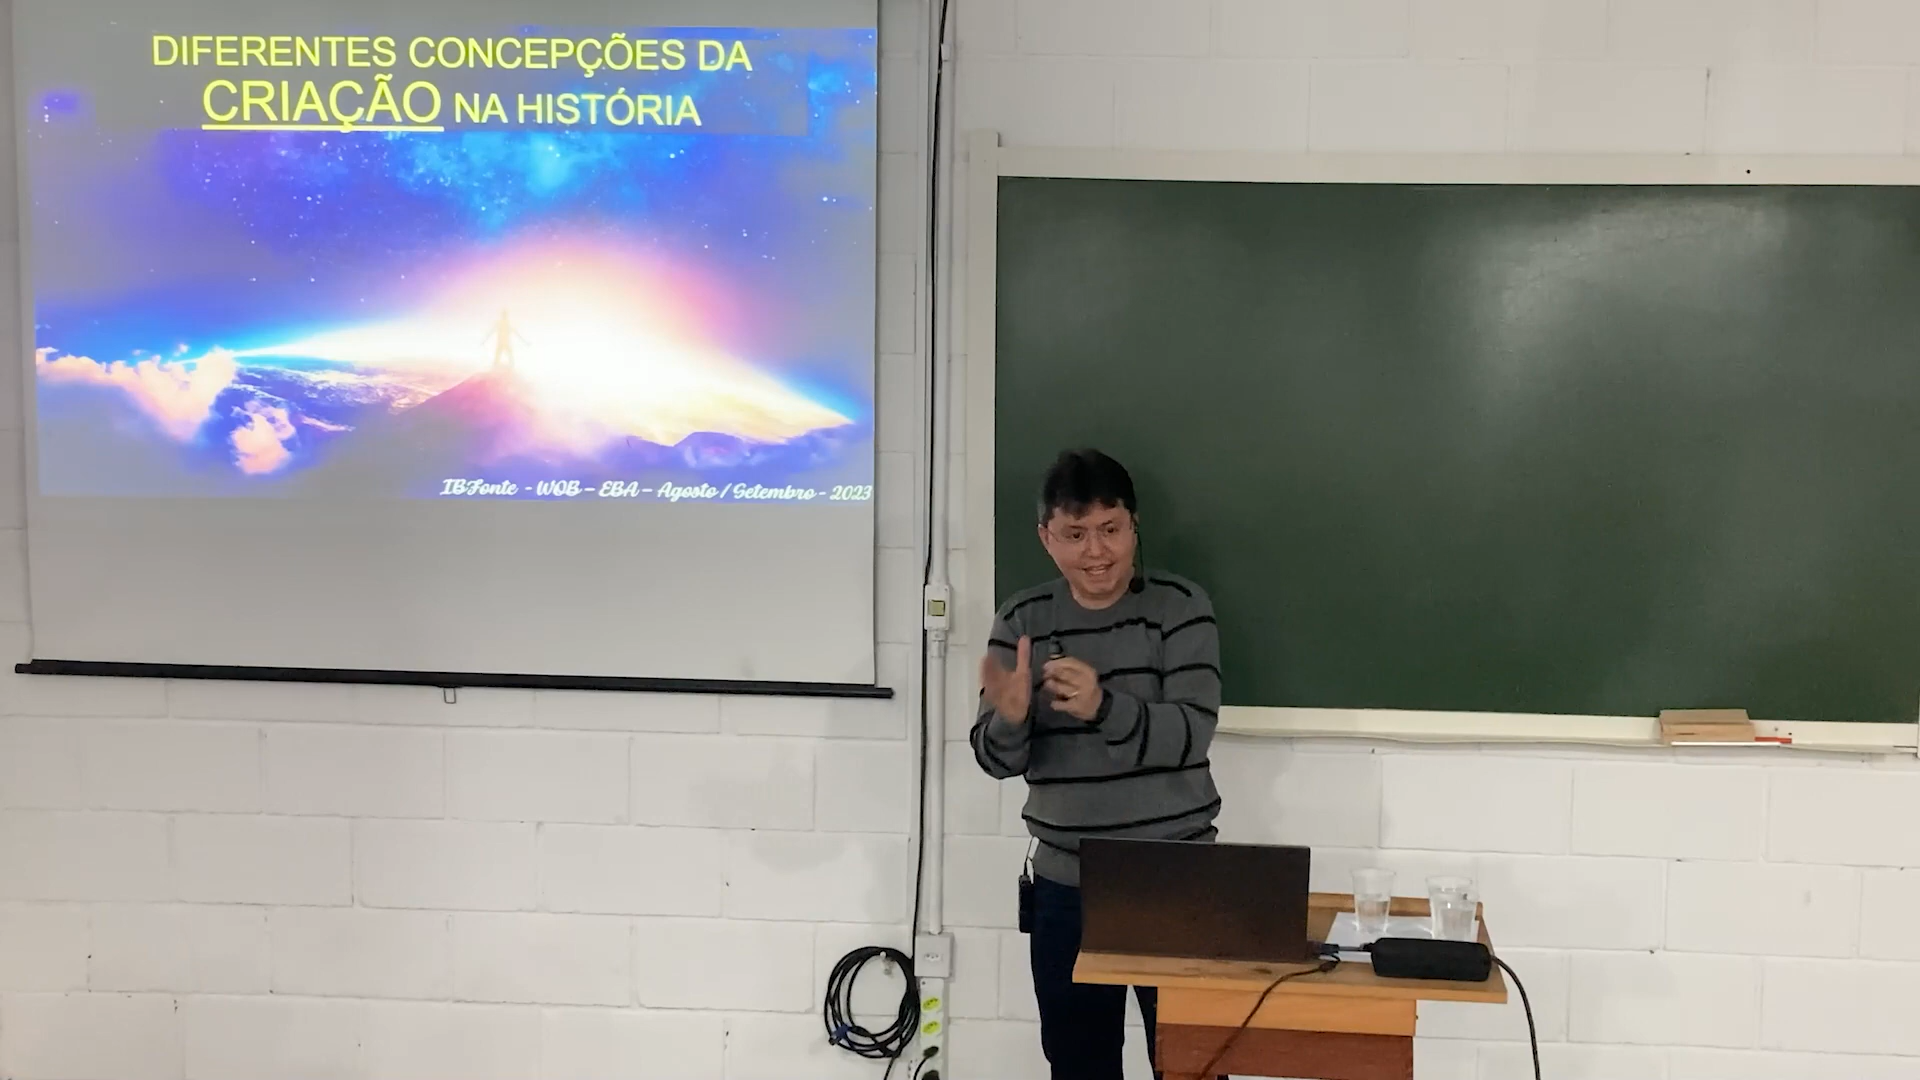 DIFERENTES CONCEPÇÕES DA
CRIAÇÃO NA HISTÓRIA
IBFonte - WOB - EBA - Agosto / Setembro - 2023